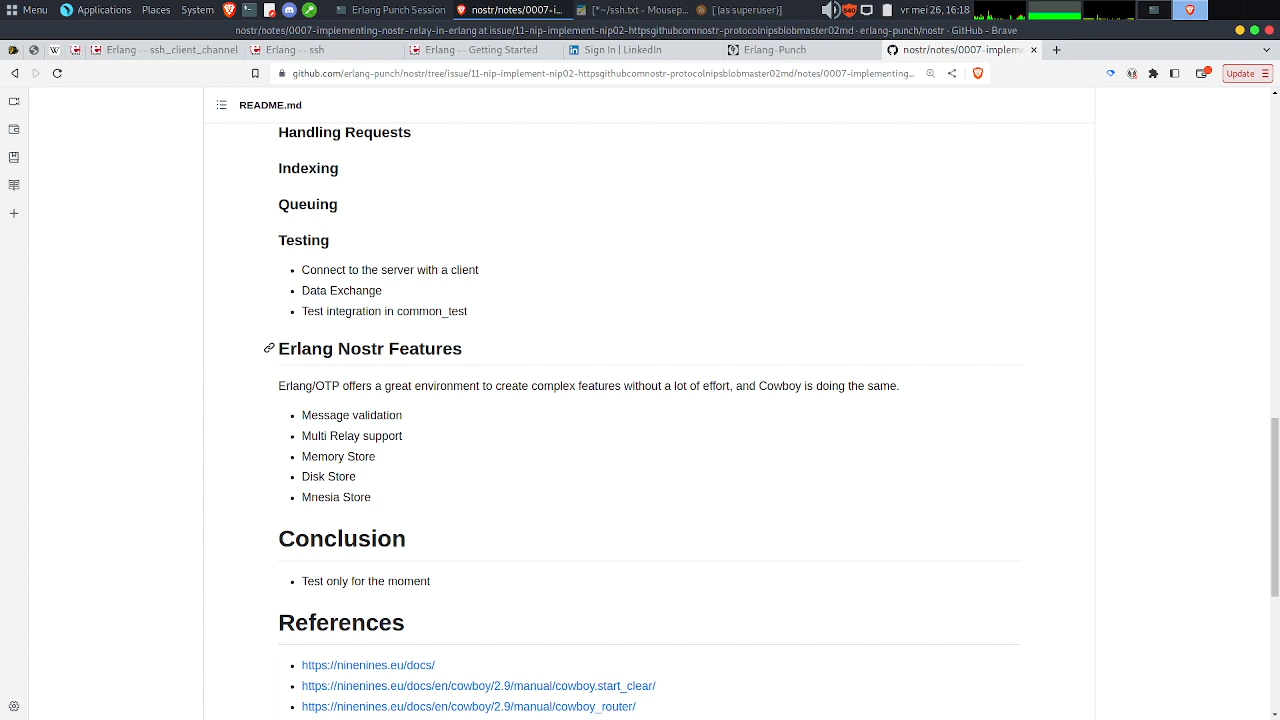 Menu Applications Places System Erlang Punch Session nostr/notes/0007-i... [*~/ssh.txt - Mousep... [as superuser] yr mei 26, 16:18
nostr/notes/0007-implementing-nostr-relay-in-erlang at issue/11-nip-implement-nip02-httpsgithubcomnostr-protocolnipsblobmaster02md · erlang-punch/nostr · GitHub - Brave
Erlang -- ssh_client_channel Erlang -- ssh Erlang -- Getting Started Sign In | LinkedIn Erlang-Punch nostr/notes/0007-impleme
github.com/erlang-punch/nostr/tree/issue/11-nip-implement-nip02-httpsgithubcomnostr-protocolnipsblobmaster02md/notes/0007-implementing... Update
README.md
Handling Requests
Indexing
Queuing
Testing
Connect to the server with a client
Data Exchange
Test integration in common_test
Erlang Nostr Features
Erlang/OTP offers a great environment to create complex features without a lot of effort, and Cowboy is doing the same.
Message validation
Multi Relay support
Memory Store
Disk Store
Mnesia Store
Conclusion
Test only for the moment
References
https://ninenines.eu/docs/
https://ninenines.eu/docs/en/cowboy/2.9/manual/cowboy.start_clear/
https://ninenines.eu/docs/en/cowboy/2.9/manual/cowboy_router/